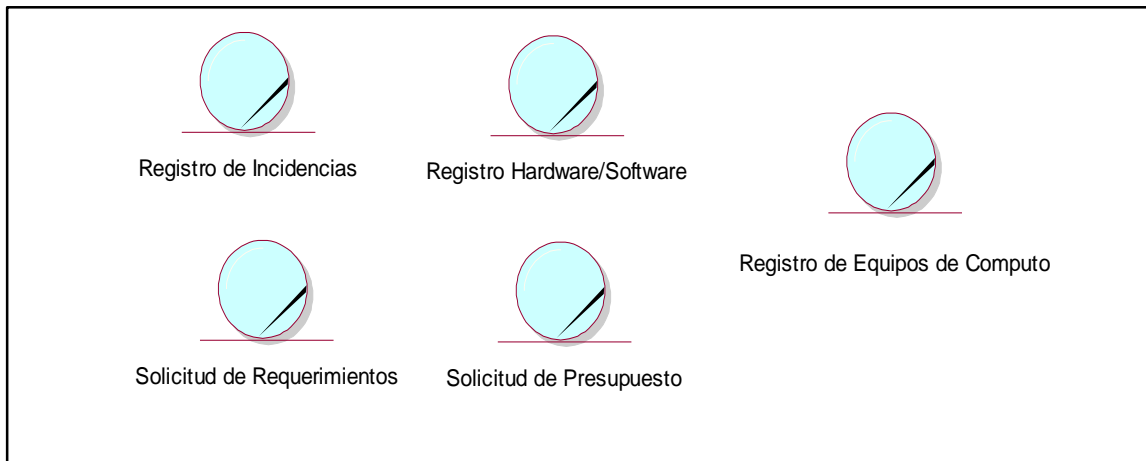 Registro de Incidencias
Registro Hardware/Software
Registro de Equipos de Computo
Solicitud de Requerimientos
Solicitud de Presupuesto